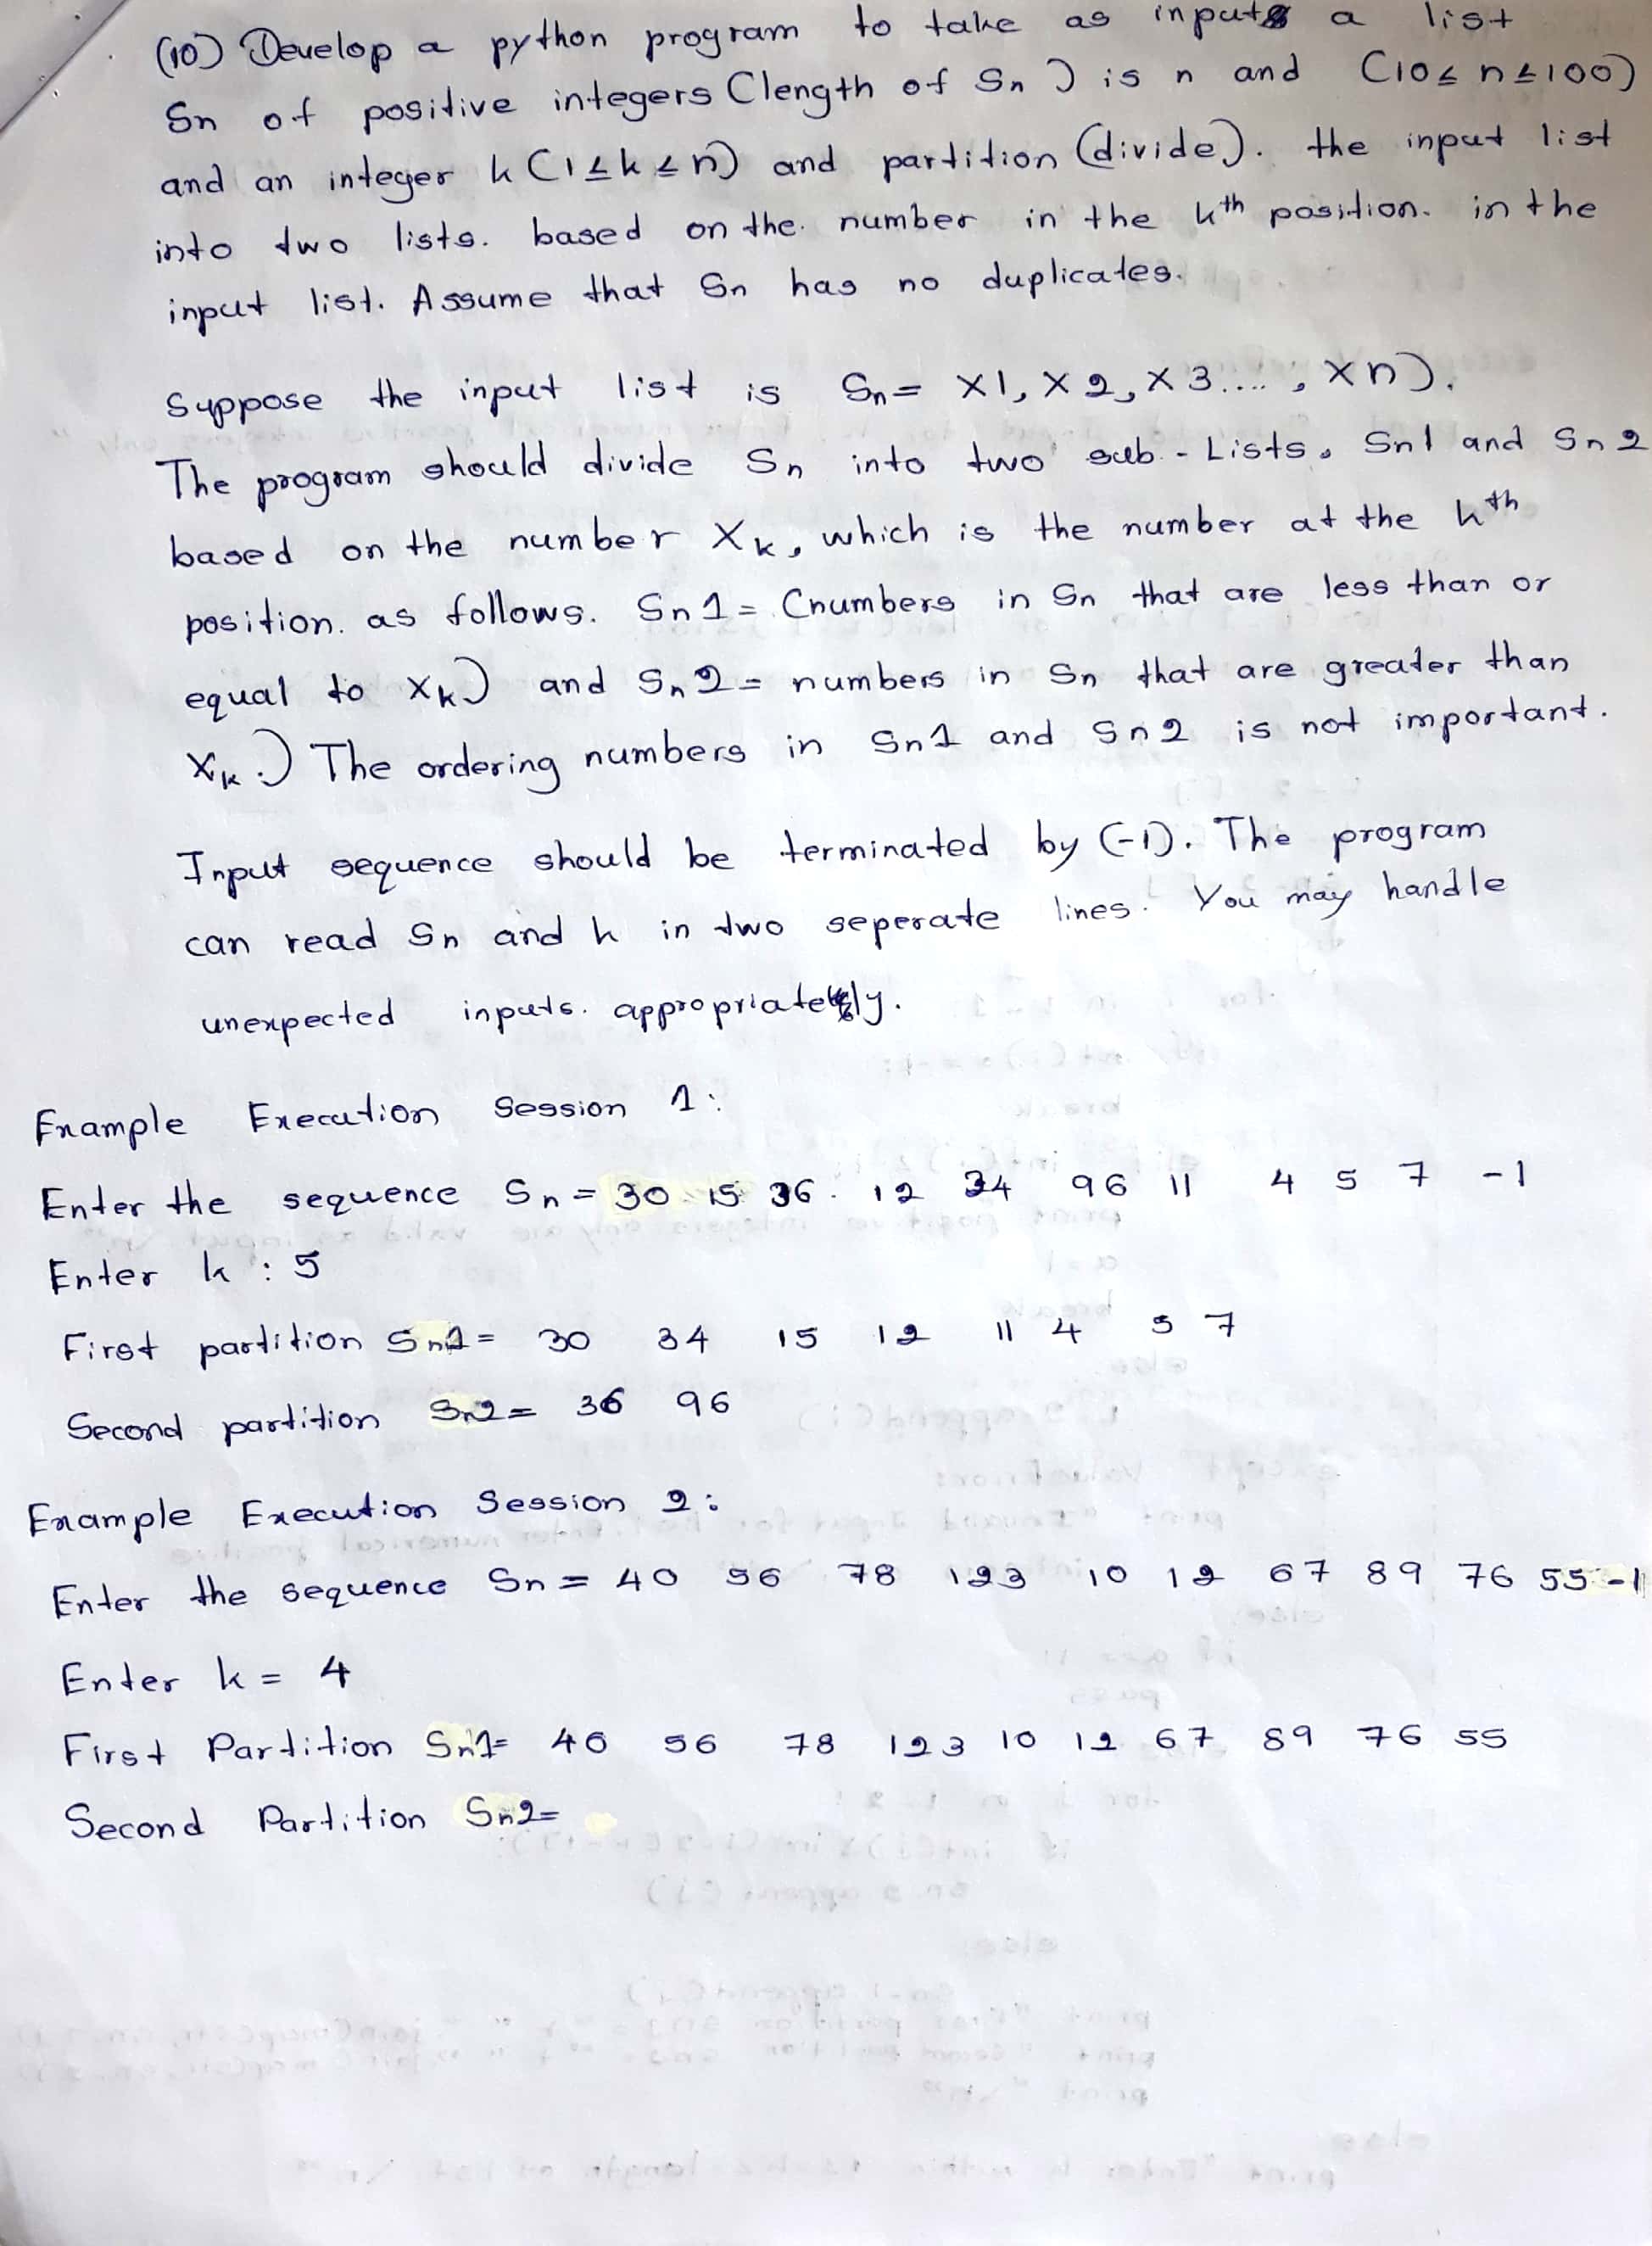 (10) Develop a python program to take as inputs a list
Sn of positive integers (length of Sn) is n and (10≤n≤100)
and an integer k (1≤k≤n) and partition (divide). the input list
into two lists. based on the number in the kth position. in the
input list. Assume that Sn has no duplicates.
Suppose the input list is Sn= X1, X2, X3...., Xn).
The program should divide Sn into two sub-Lists. Sn1 and Sn2
based on the number Xk, which is the number at the kth
position. as follows. Sn1= (numbers in Sn that are less than or
equal to Xk) and Sn2= numbers in Sn that are greater than
Xk.) The ordering numbers in Sn1 and Sn2 is not important.
Input sequence should be terminated by (-1). The program
can read Sn and k in two seperate lines. You may handle
unexpected inputs. appropriately.
Example Execution Session 1:
Enter the sequence Sn = 30 15 36. 12 34 96 11 4 5 7 -1
Enter k : 5
First partition Sn1= 30 34 15 12 11 4 5 7
Second partition Sn2= 36 96
Example Execution Session 2:
Enter the sequence Sn = 40 56 78 123 10 12 67 89 76 55 -1
Enter k = 4
First Partition Sn1= 40 56 78 123 10 12 67 89 76 55
Second Partition Sn2=